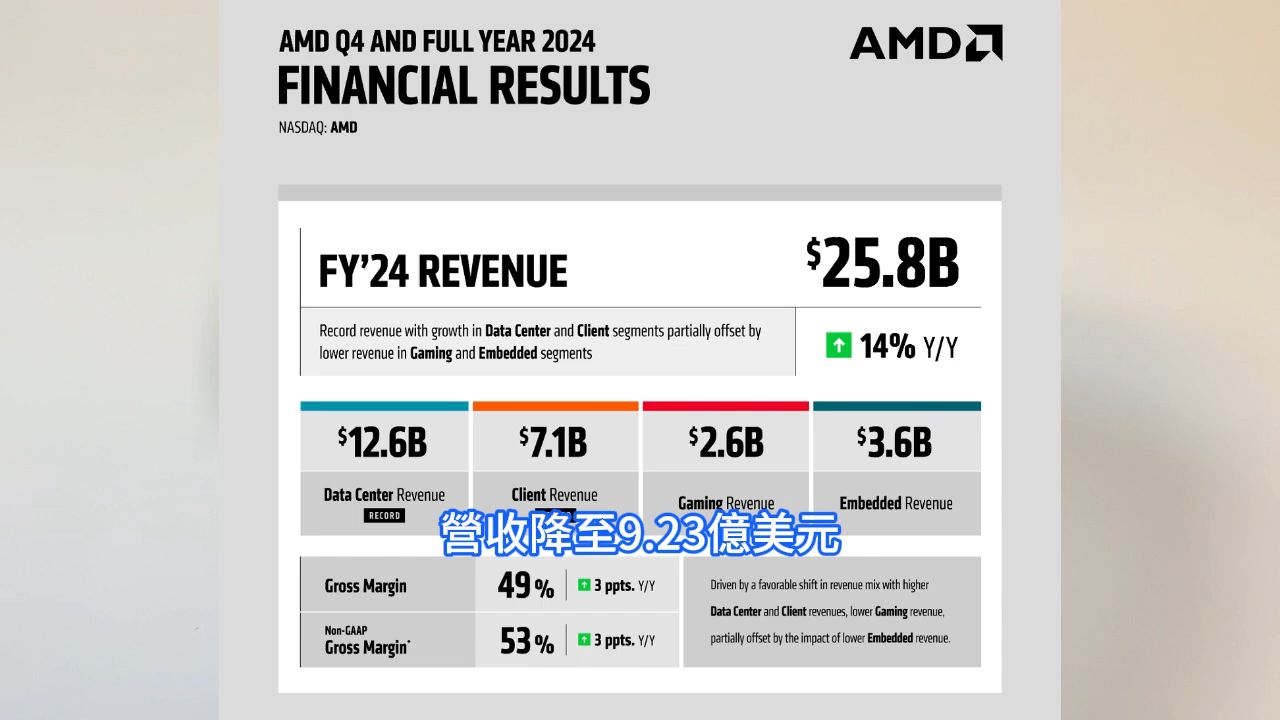 AMD Q4 AND FULL YEAR 2024
FINANCIAL RESULTS
NASDAQ: AMD
AMD
FY’24 REVENUE
$25.8B
Record revenue with growth in Data Center and Client segments partially offset by
lower revenue in Gaming and Embedded segments
14% Y/Y
$12.6B
Data Center Revenue
RECORD
$7.1B
Client Revenue
$2.6B
Gaming Revenue
$3.6B
Embedded Revenue
營收降至9.23億美元
Gross Margin
49%
3 ppts. Y/Y
Non-GAAP
Gross Margin*
53%
3 ppts. Y/Y
Driven by a favorable shift in revenue mix with higher
Data Center and Client revenues, lower Gaming revenue,
partially offset by the impact of lower Embedded revenue.